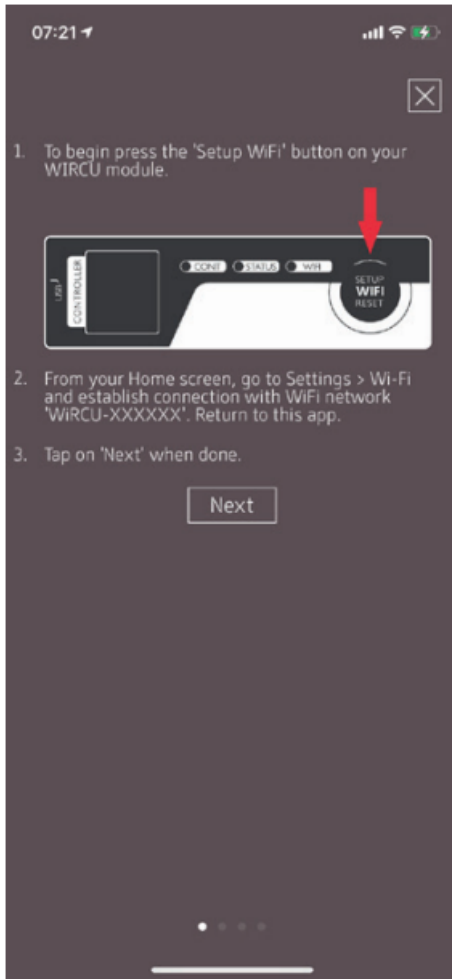 07:21
1. To begin press the 'Setup WiFi' button on your
WIRCU module.
USB
CONTROLLER
CONT STATUS WIFI
SETUP
WIFI
RESET
2. From your Home screen, go to Settings > Wi-Fi
and establish connection with WiFi network
'WiRCU-XXXXXX'. Return to this app.
3. Tap on 'Next' when done.
Next